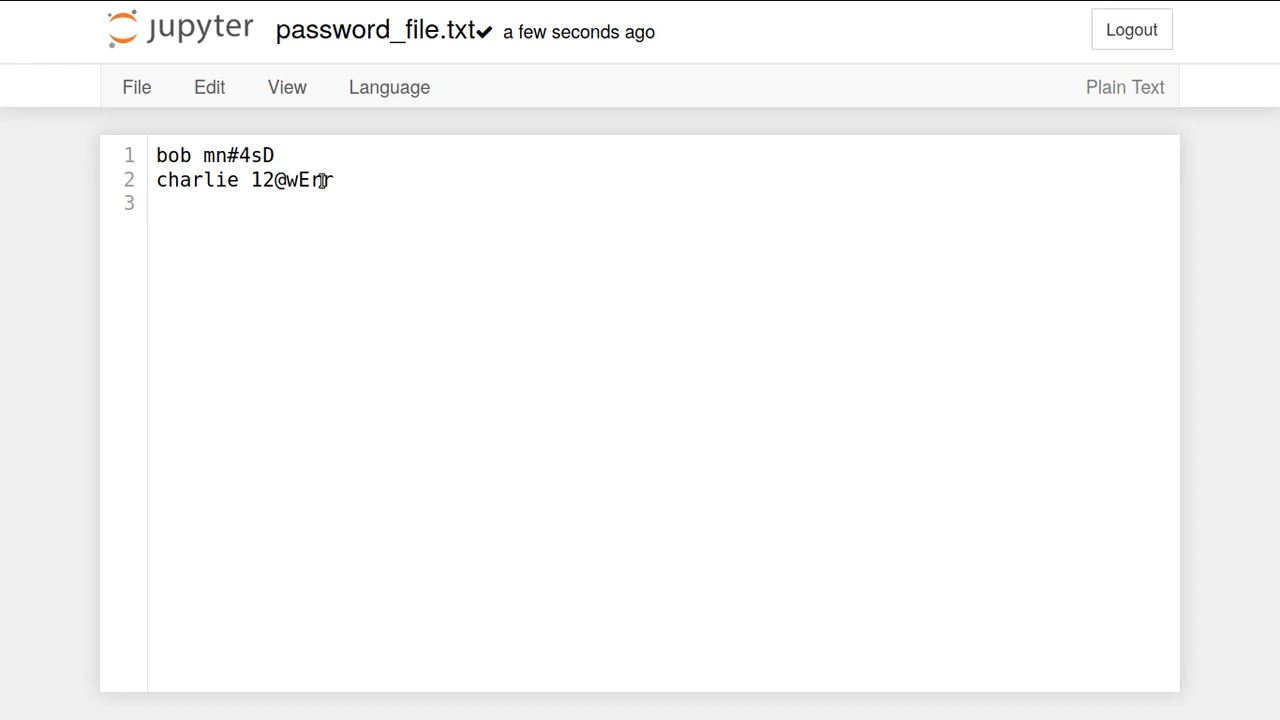 jupyter password_file.txt✔ a few seconds ago Logout
File Edit View Language Plain Text
1 bob mn#4sD
2 charlie 12@wErr
3